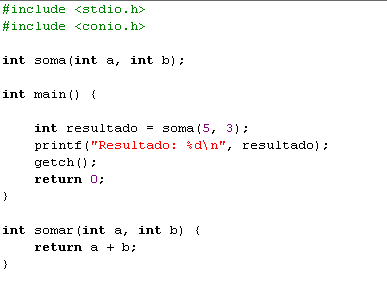 #include <stdio.h>
#include <conio.h>
int soma(int a, int b);
int main() {
int resultado = soma(5, 3);
printf("Resultado: %d\n", resultado);
getch();
return 0;
}
int somar(int a, int b) {
return a + b;
}